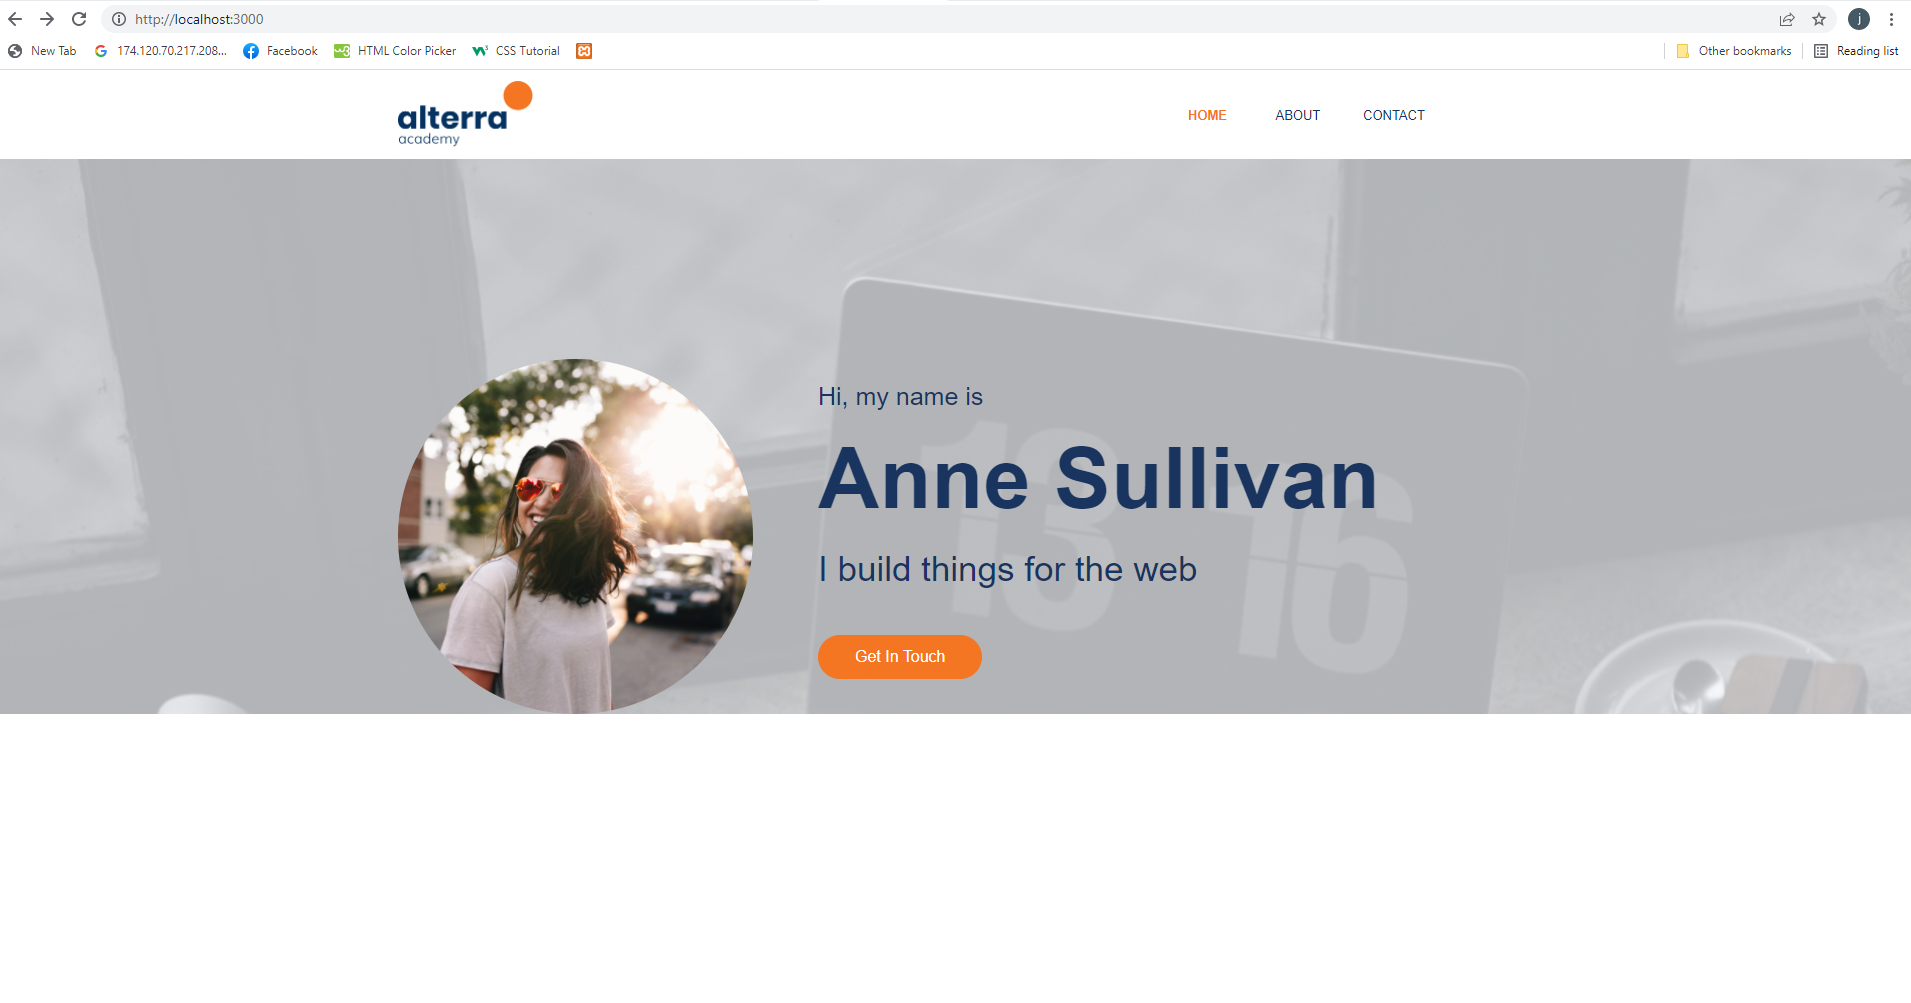 http://localhost:3000
j
New Tab
174.120.70.217.208...
Facebook
HTML Color Picker
CSS Tutorial
Other bookmarks
Reading list
alterra
academy
HOME
ABOUT
CONTACT
Hi, my name is
Anne Sullivan
I build things for the web
Get In Touch
13 16